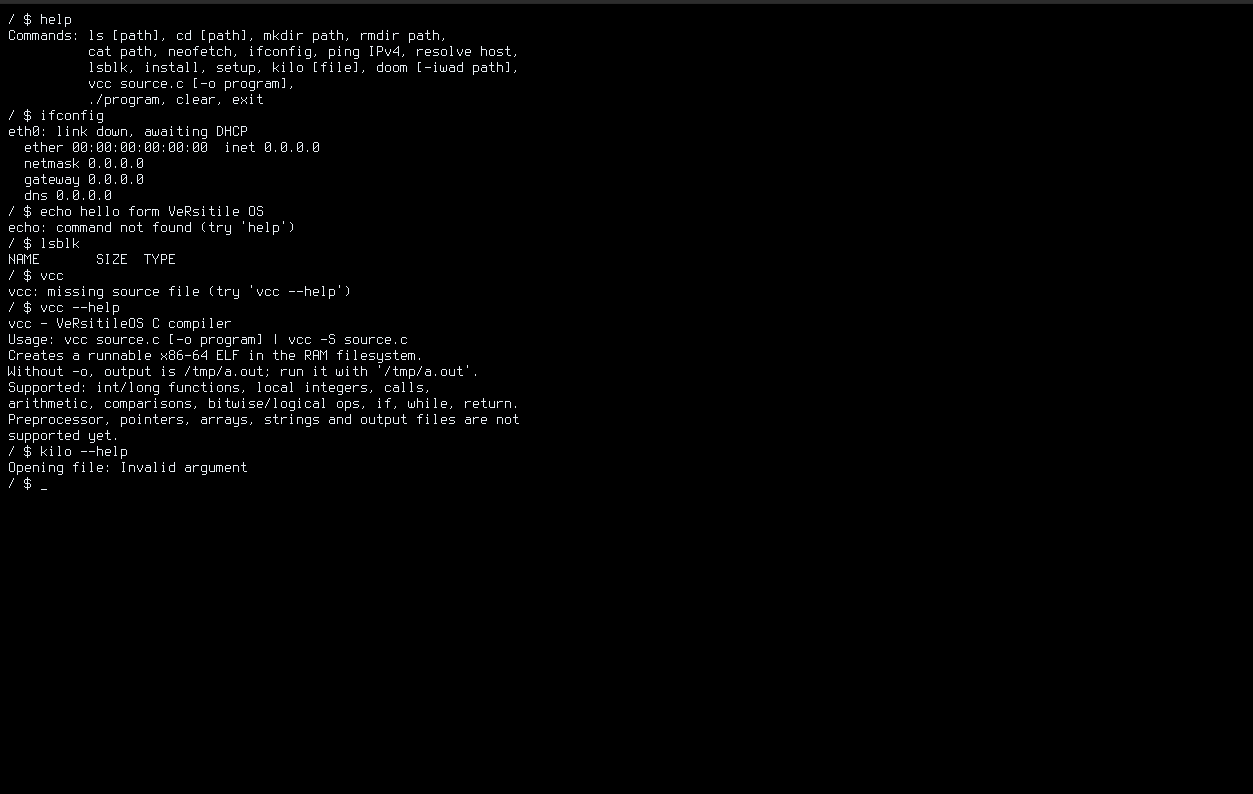 / $ help
Commands: ls [path], cd [path], mkdir path, rmdir path,
          cat path, neofetch, ifconfig, ping IPv4, resolve host,
          lsblk, install, setup, kilo [file], doom [-iwad path],
          vcc source.c [-o program],
          ./program, clear, exit
/ $ ifconfig
eth0: link down, awaiting DHCP
  ether 00:00:00:00:00:00  inet 0.0.0.0
  netmask 0.0.0.0
  gateway 0.0.0.0
  dns 0.0.0.0
/ $ echo hello form VeRsitile OS
echo: command not found (try 'help')
/ $ lsblk
NAME       SIZE  TYPE
/ $ vcc
vcc: missing source file (try 'vcc --help')
/ $ vcc --help
vcc - VeRsitileOS C compiler
Usage: vcc source.c [-o program] | vcc -S source.c
Creates a runnable x86-64 ELF in the RAM filesystem.
Without -o, output is /tmp/a.out; run it with '/tmp/a.out'.
Supported: int/long functions, local integers, calls,
arithmetic, comparisons, bitwise/logical ops, if, while, return.
Preprocessor, pointers, arrays, strings and output files are not
supported yet.
/ $ kilo --help
Opening file: Invalid argument
/ $ _